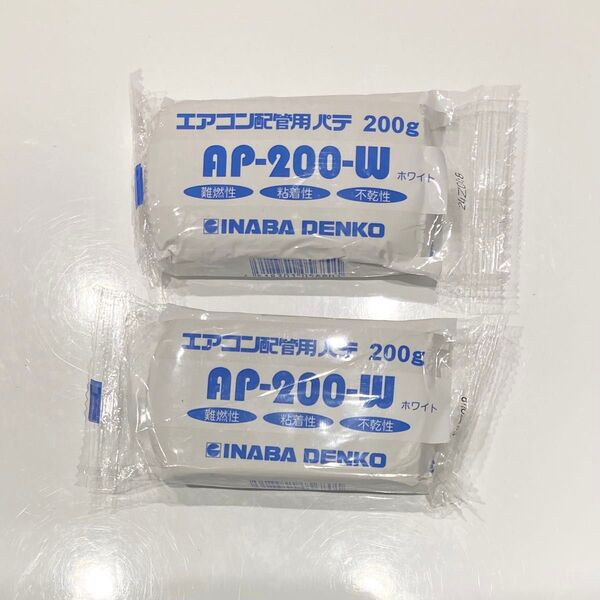 エアコン配管用パテ 200g
AP-200-W ホワイト
難燃性 粘着性 不乾性
INABA DENKO
エアコン配管用パテ 200g
AP-200-W ホワイト
難燃性 粘着性 不乾性
INABA DENKO